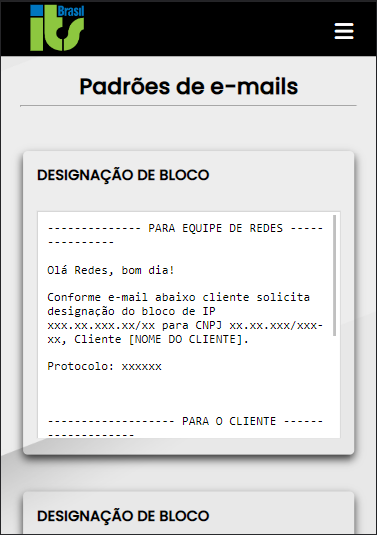 Brasil
its
Padrões de e-mails
DESIGNAÇÃO DE BLOCO
-------------- PARA EQUIPE DE REDES -----
----------
Olá Redes, bom dia!
Conforme e-mail abaixo cliente solicita
designação do bloco de IP
xxx.xx.xxx.xx/xx para CNPJ xx.xx.xxx/xxx-
xx, Cliente [NOME DO CLIENTE].
Protocolo: xxxxxx
------------------- PARA O CLIENTE ------
-------------
DESIGNAÇÃO DE BLOCO